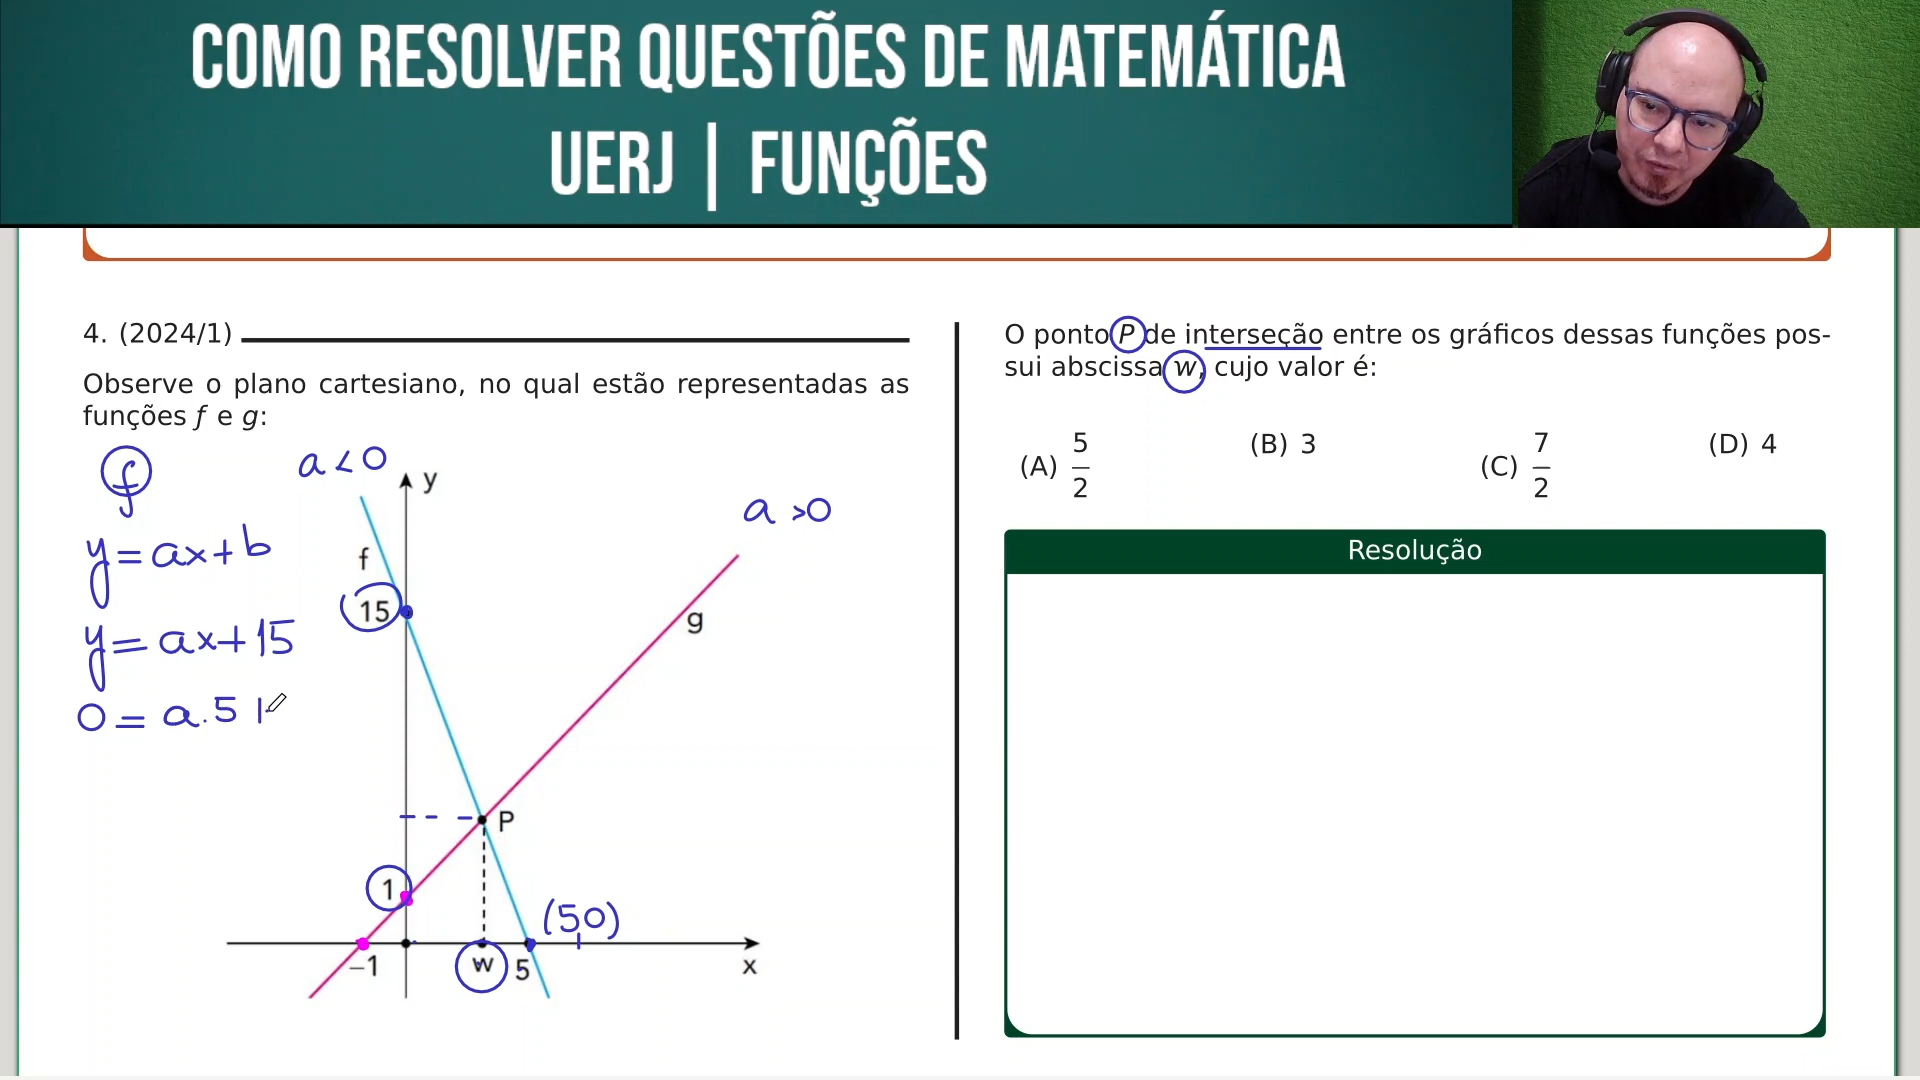 COMO RESOLVER QUESTÕES DE MATEMÁTICA
UERJ | FUNÇÕES
4. (2024/1)
Observe o plano cartesiano, no qual estão representadas as
funções f e g:
f
y = ax + b
y = ax + 15
0 = a.5
a < 0
a > 0
y
f
15
g
P
1
(50)
-1
w
5
x
O ponto P de interseção entre os gráficos dessas funções pos-
sui abscissa w, cujo valor é:
(A) 5/2
(B) 3
(C) 7/2
(D) 4
Resolução